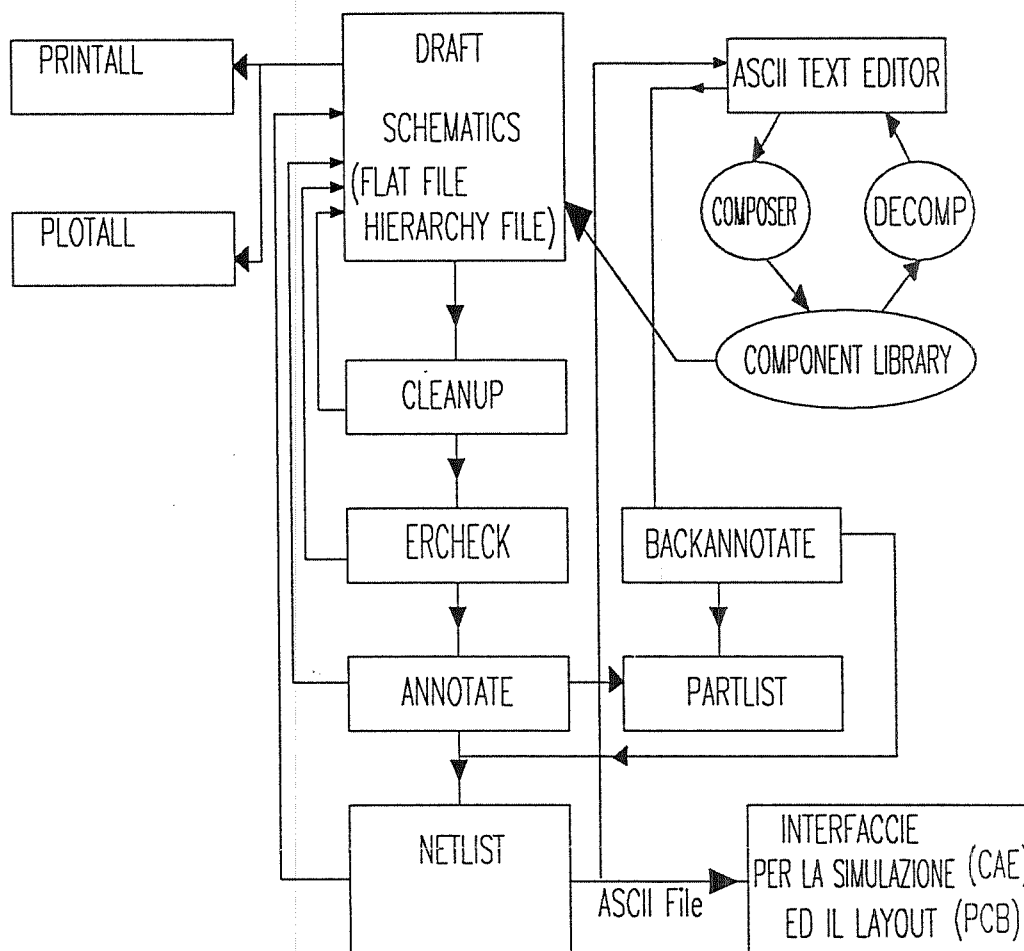 PRINTALL
PLOTALL
DRAFT
SCHEMATICS
(FLAT FILE
HIERARCHY FILE)
ASCII TEXT EDITOR
COMPOSER
DECOMP
COMPONENT LIBRARY
CLEANUP
ERCHECK
BACKANNOTATE
ANNOTATE
PARTLIST
NETLIST
ASCII File
INTERFACCIE
PER LA SIMULAZIONE (CAE)
ED IL LAYOUT (PCB)